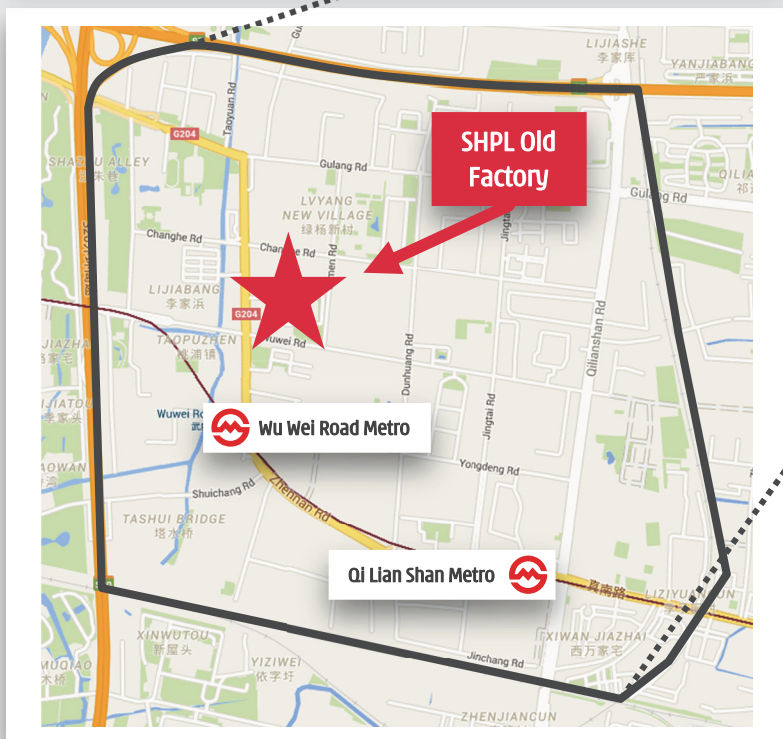 LIJIASHE
李家厍
YANJIABANG
严家浜
Taoyuan Rd
G204
SHPL Old
Factory
Gulang Rd
Gulang Rd
LVYANG
NEW VILLAGE
绿杨新村
Jingtai
Changhe Rd
LIJIABANG
李家浜
G204
TAOPUZHEN
桃浦镇
Wuwei Rd
Dunhuang Rd
Qilianshan Rd
Jingtai Rd
Wuwei
Wu Wei Road Metro
Yongdeng Rd
Shuichang Rd
Zhennan Rd
TASHUI BRIDGE
塔水桥
Qi Lian Shan Metro
真南路
LIZIYUANCUN
XINWUTOU
新屋头
YIZIWEI
依字圩
Jinchang Rd
XIWAN JIAZHAI
西万家宅
ZHENJIANCUN